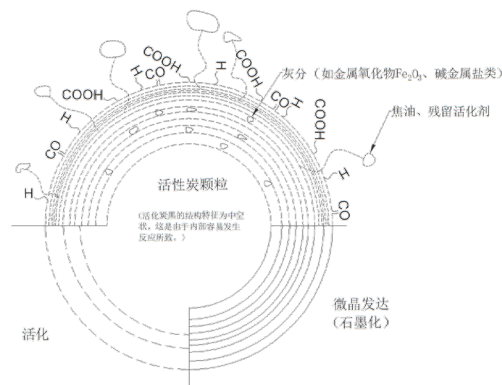 COOH
CO
H
H
COOH
灰分（如金属氧化物Fe₂O₃、碱金属盐类）
COOH
H
CO
H
COOH
焦油、残留活化剂
CO
H
H
CO
活性炭颗粒
（活化炭黑的结构特征为中空
状，这是由于内部容易发生
反应所致。）
微晶发达
（石墨化）
活化